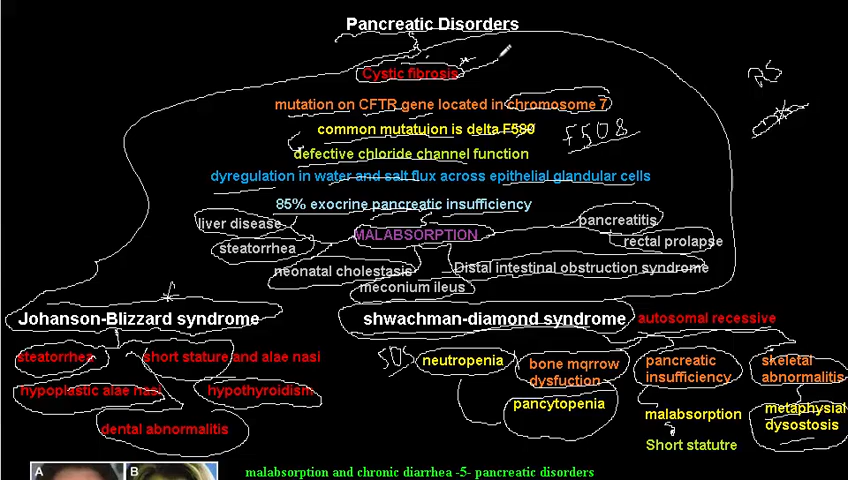 Pancreatic Disorders
Cystic fibrosis
mutation on CFTR gene located in chromosome 7
common mutatuion is delta F580
F508
defective chloride channel function
dyregulation in water and salt flux across epithelial glandular cells
85% exocrine pancreatic insufficiency
liver disease
MALABSORPTION
pancreatitis
steatorrhea
rectal prolapse
neonatal cholestasis
Distal intestinal obstruction syndrome
meconium ileus
Johanson-Blizzard syndrome
shwachman-diamond syndrome
autosomal recessive
steatorrhea
short stature and alae nasi
hypoplastic alae nasi
hypothyroidism
dental abnormalitis
SDS
neutropenia
bone mqrrow
dysfuction
pancytopenia
pancreatic
insufficiency
malabsorption
Short statutre
skeletal
abnormalitis
metaphysial
dysostosis
A
B
malabsorption and chronic diarrhea -5- pancreatic disorders